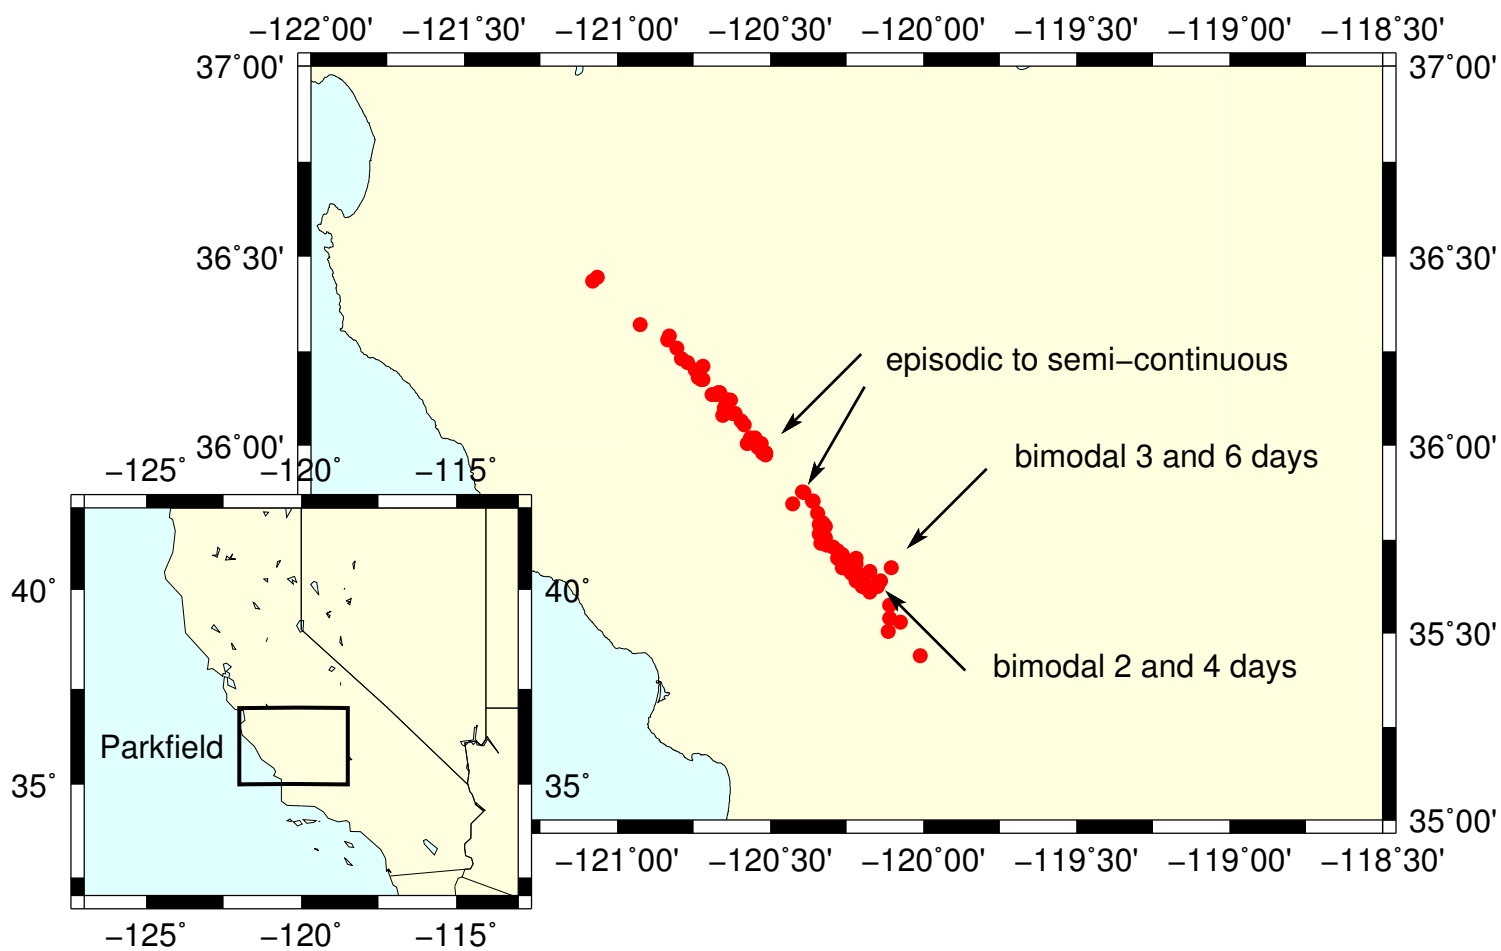 −122˚00' −121˚30' −121˚00' −120˚30' −120˚00' −119˚30' −119˚00' −118˚30'
37˚00' 37˚00'
36˚30' 36˚30'
episodic to semi−continuous
36˚00' 36˚00'
bimodal 3 and 6 days
−125˚ −120˚ −115˚
40˚ 40˚
35˚30'
bimodal 2 and 4 days
Parkfield
35˚ 35˚
35˚00'
−121˚00' −120˚30' −120˚00' −119˚30' −119˚00' −118˚30'
−125˚ −120˚ −115˚